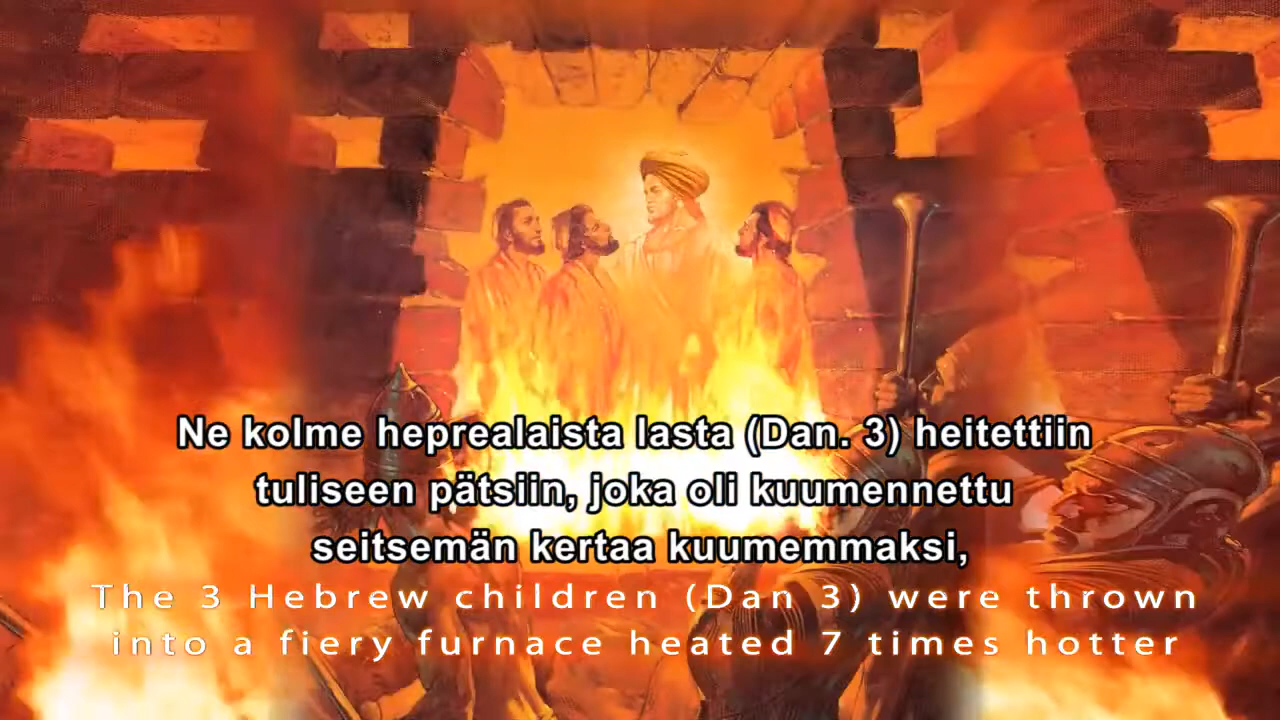 Ne kolme heprealaista lasta (Dan. 3) heitettiin
tuliseen pätsiin, joka oli kuumennettu
seitsemän kertaa kuumemmaksi,
The 3 Hebrew children (Dan 3) were thrown
into a fiery furnace heated 7 times hotter